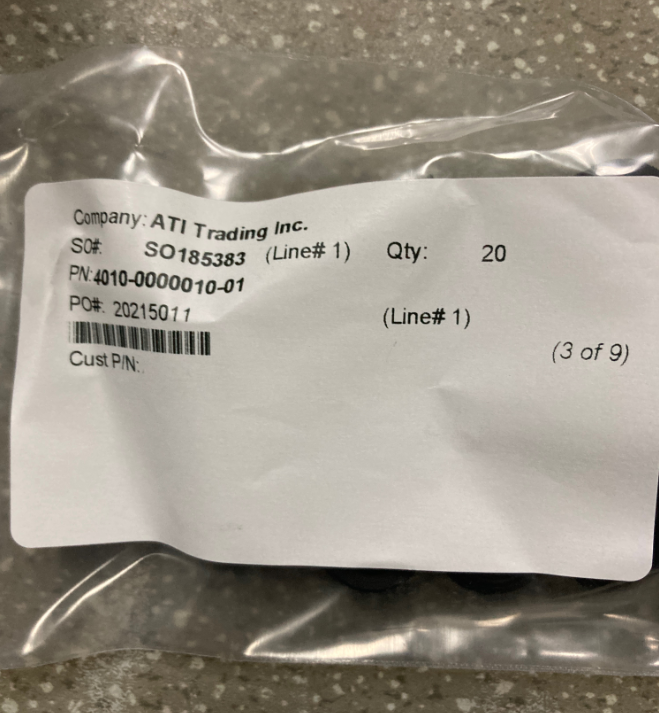 Company: ATI Trading Inc.
SO#: SO185383 (Line# 1) Qty: 20
PN:4010-0000010-01
PO#: 20215011 (Line# 1)
(3 of 9)
Cust P/N: